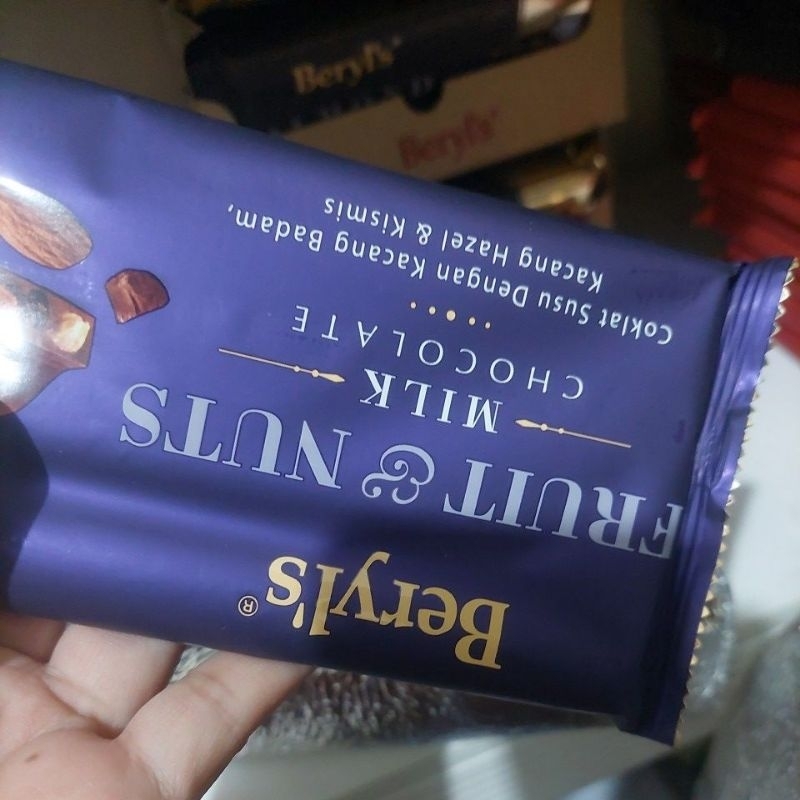 Beryl's®
FRUIT & NUTS
MILK
CHOCOLATE
Coklat Susu Dengan Kacang Badam,
Kacang Hazel & Kismis
Beryl's
Beryl's